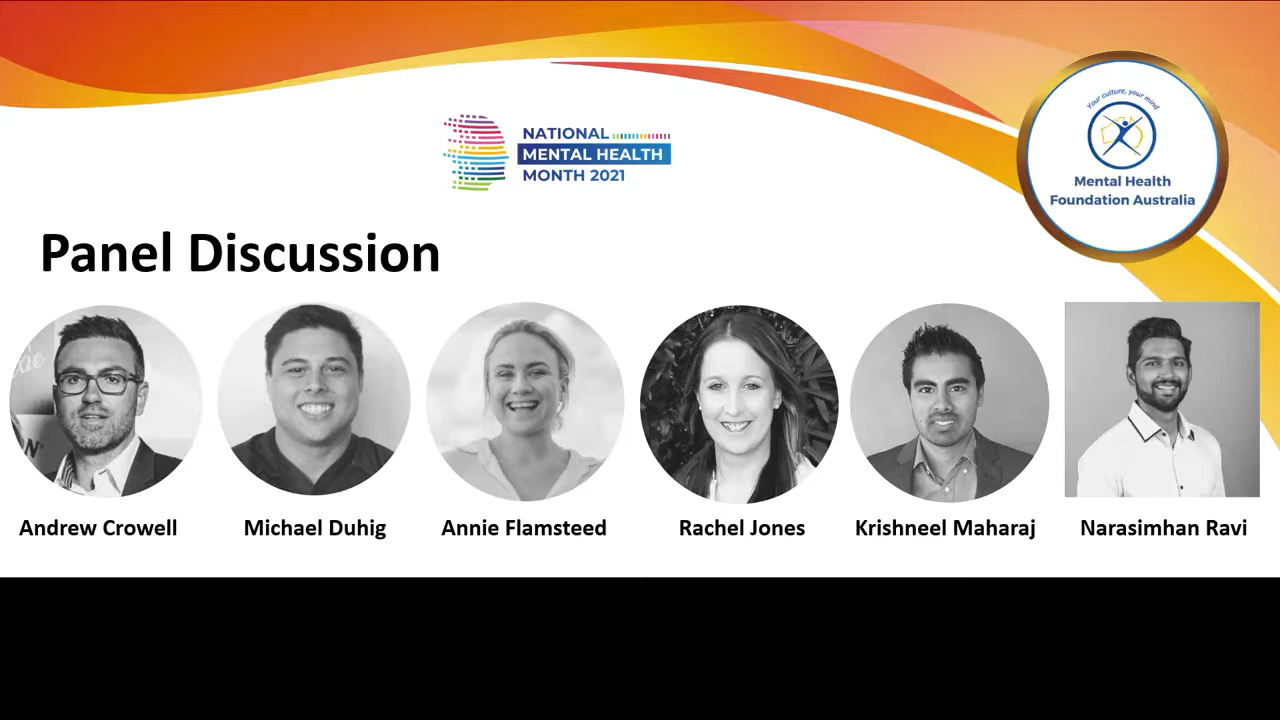 NATIONAL
MENTAL HEALTH
MONTH 2021
Your culture, your mind
Mental Health
Foundation Australia
Panel Discussion
Andrew Crowell
Michael Duhig
Annie Flamsteed
Rachel Jones
Krishneel Maharaj
Narasimhan Ravi